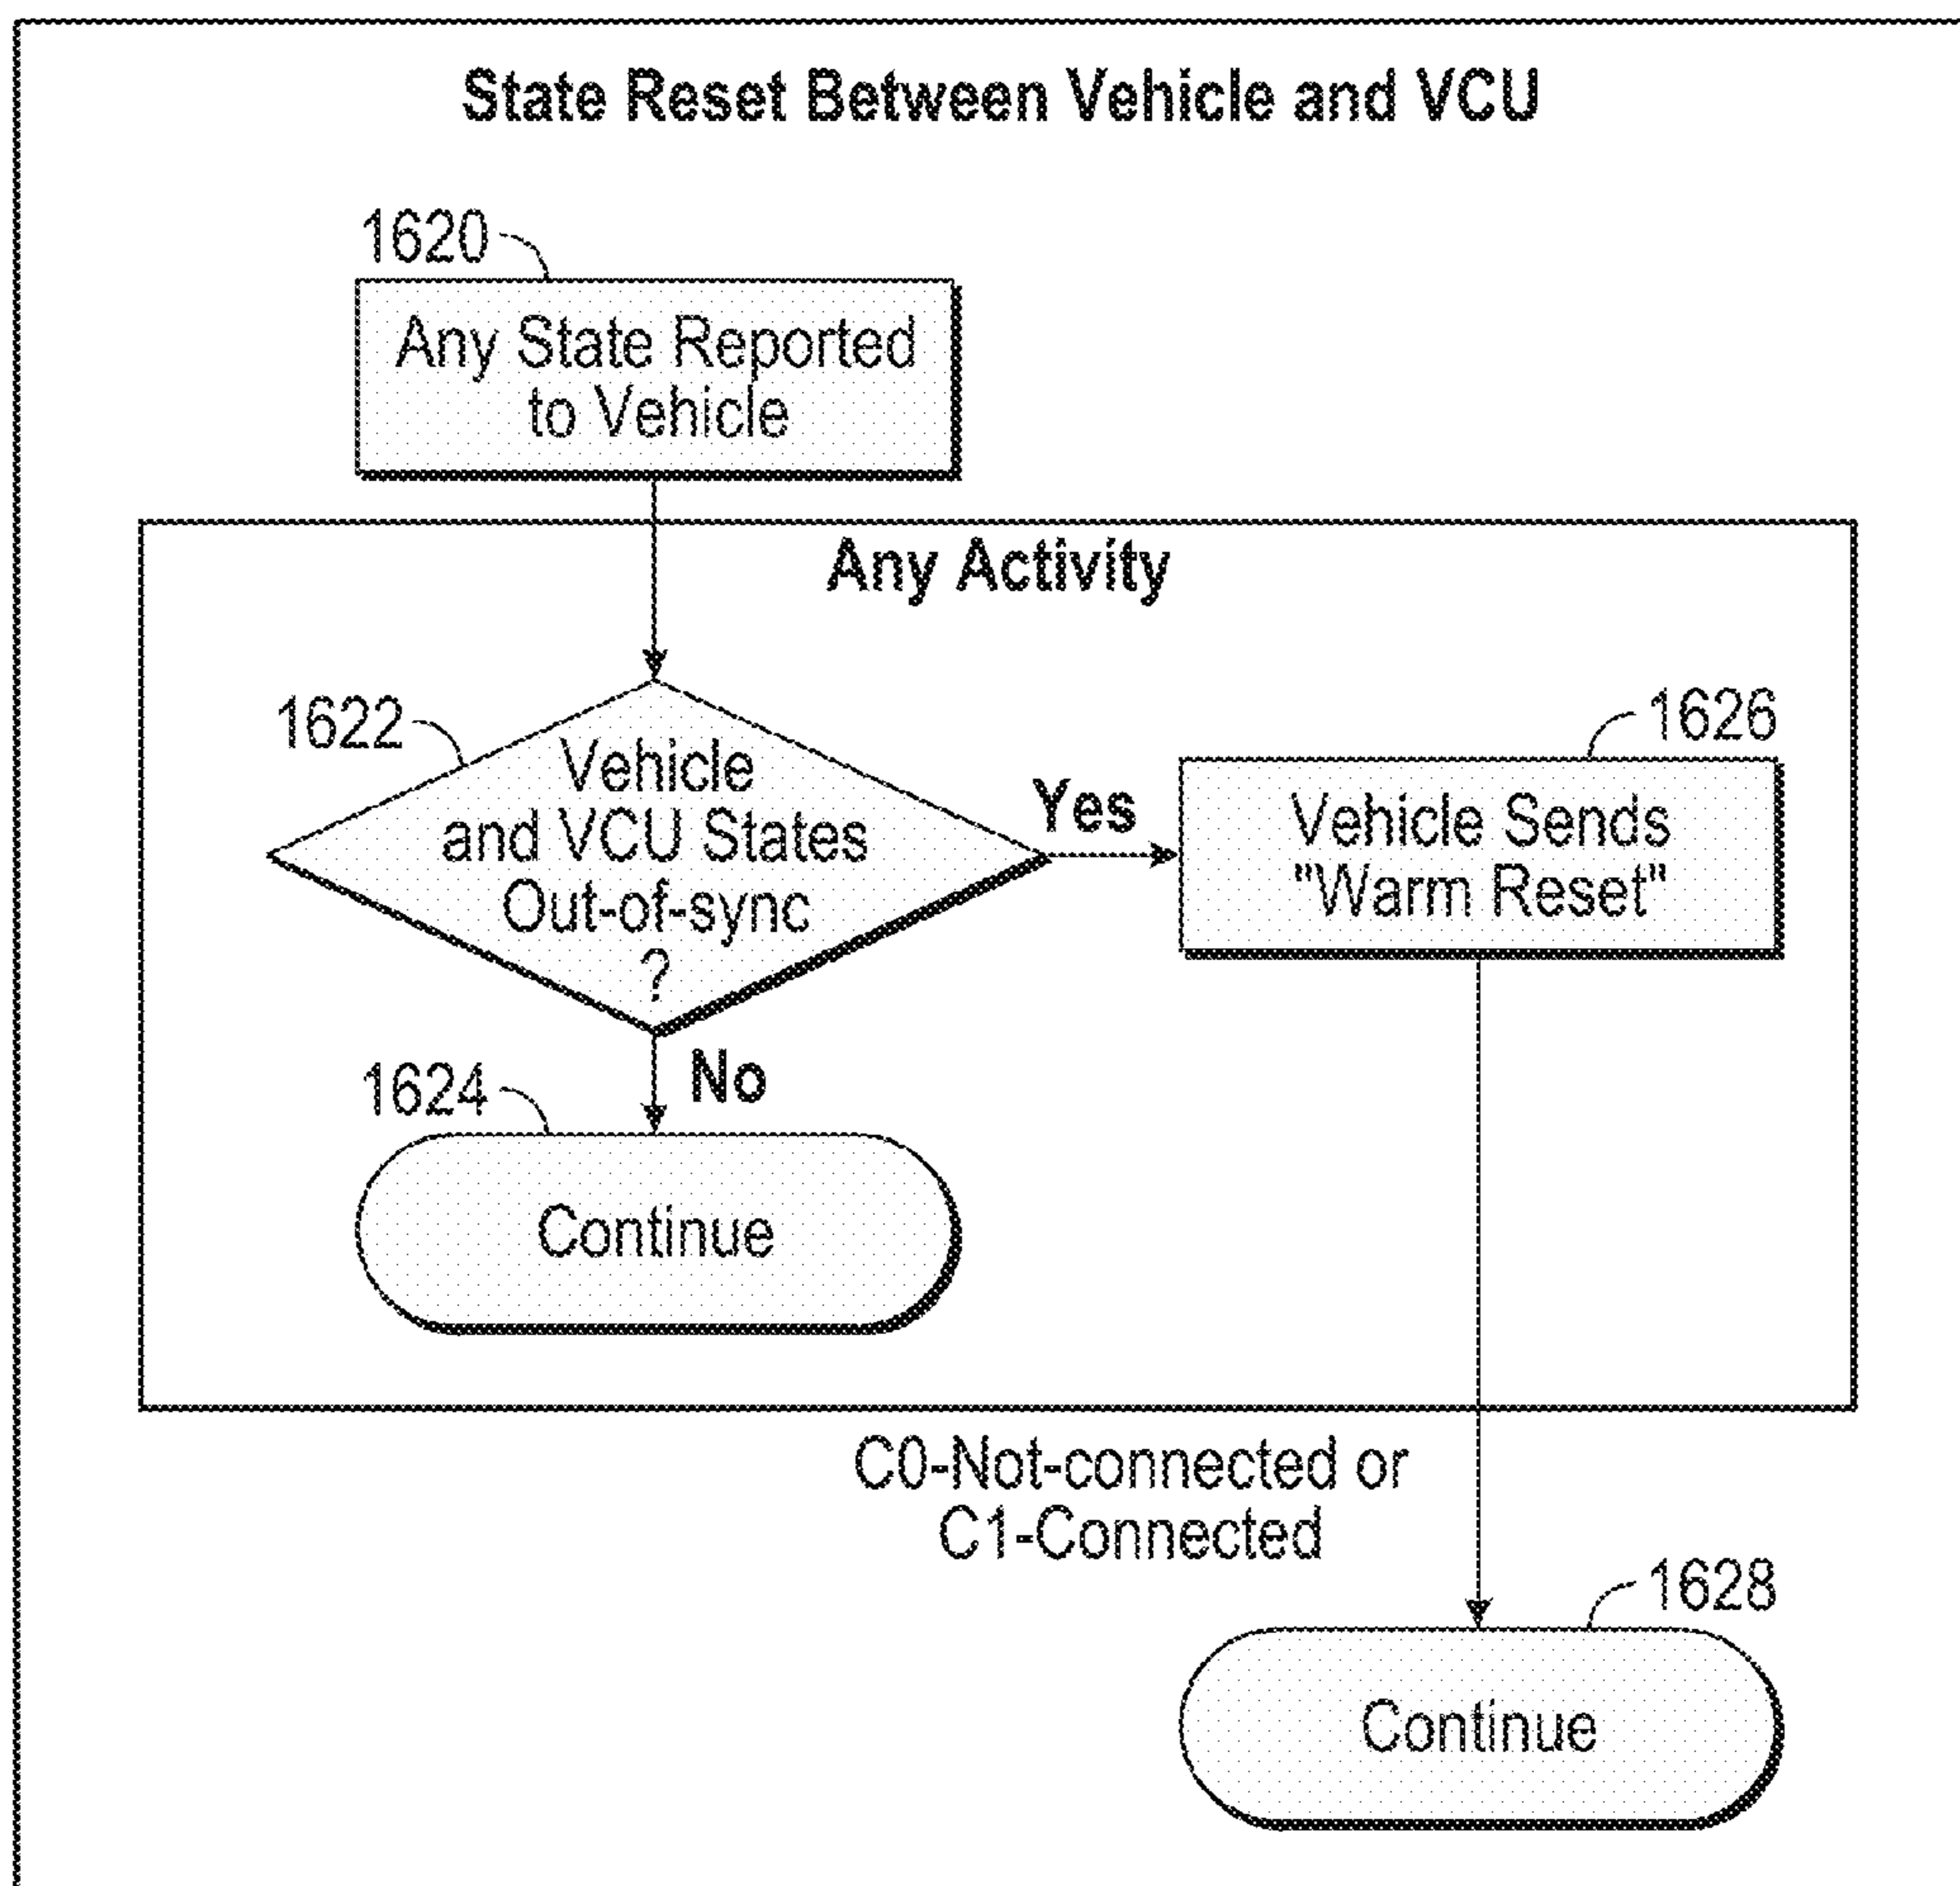 State Reset Between Vehicle and VCU
1620
Any State Reported
to Vehicle
Any Activity
1622
Vehicle
and VCU States
Out-of-sync
?
Yes
1626
Vehicle Sends
"Warm Reset"
No
1624
Continue
C0-Not-connected or
C1-Connected
1628
Continue